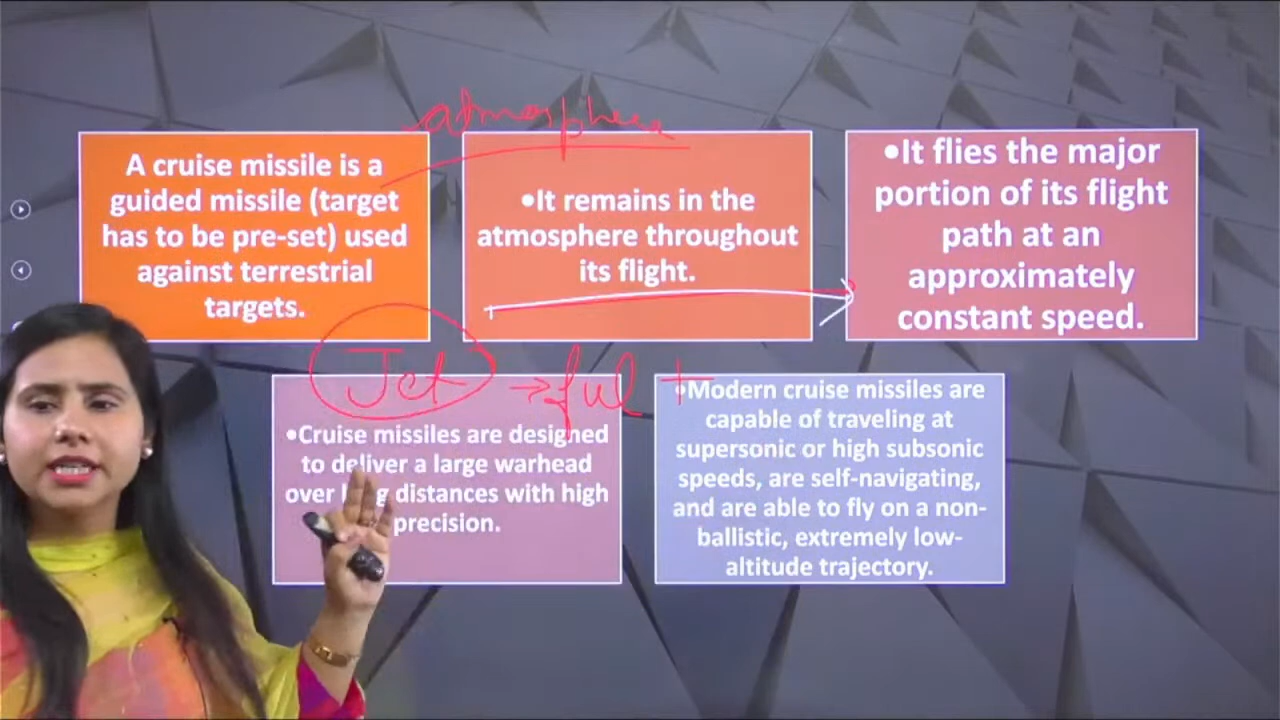 atmosphere
A cruise missile is a
guided missile (target
has to be pre-set) used
against terrestrial
targets.
•It remains in the
atmosphere throughout
its flight.
•It flies the major
portion of its flight
path at an
approximately
constant speed.
Jet → ful +
•Cruise missiles are designed
to deliver a large warhead
over distances with high
precision.
•Modern cruise missiles are
capable of traveling at
supersonic or high subsonic
speeds, are self-navigating,
and are able to fly on a non-
ballistic, extremely low-
altitude trajectory.